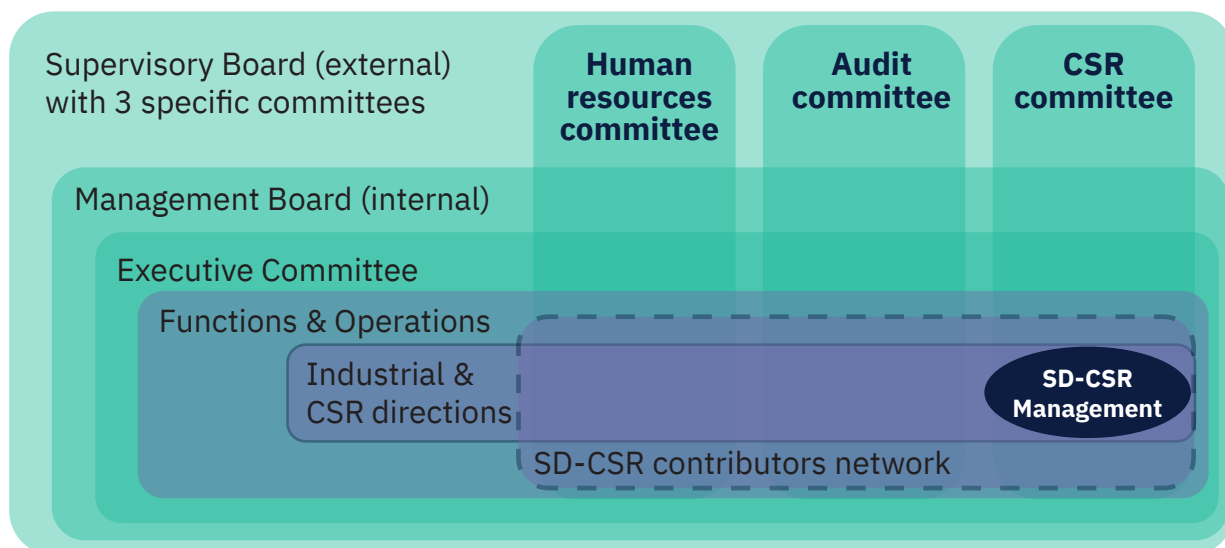 Supervisory Board (external)
with 3 specific committees
Human
resources
committee
Audit
committee
CSR
committee
Management Board (internal)
Executive Committee
Functions & Operations
Industrial &
CSR directions
SD-CSR
Management
SD-CSR contributors network